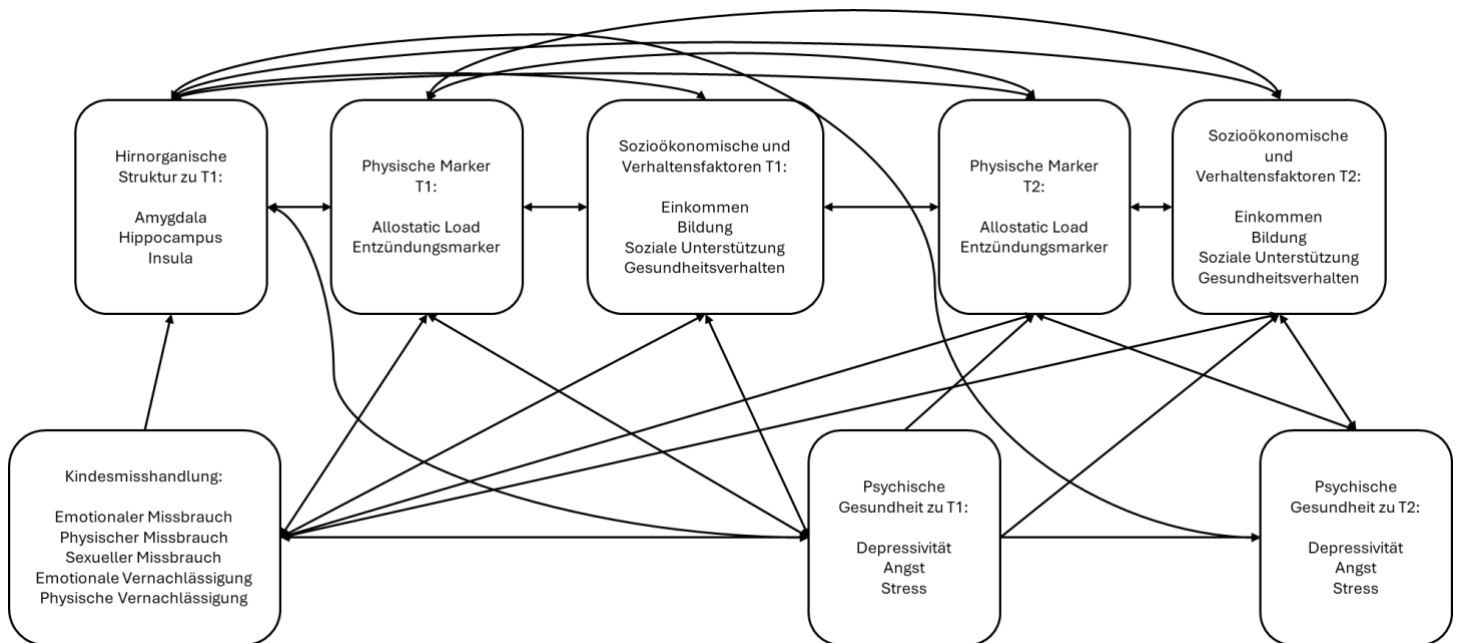 Hirnorganische
Struktur zu T1:
Amygdala
Hippocampus
Insula
Physische Marker
T1:
Allostatic Load
Entzündungsmarker
Sozioökonomische und
Verhaltensfaktoren T1:
Einkommen
Bildung
Soziale Unterstützung
Gesundheitsverhalten
Physische Marker
T2:
Allostatic Load
Entzündungsmarker
Sozioökonomische
und
Verhaltensfaktoren T2:
Einkommen
Bildung
Soziale Unterstützung
Gesundheitsverhalten
Kindesmisshandlung:
Emotionaler Missbrauch
Physischer Missbrauch
Sexueller Missbrauch
Emotionale Vernachlässigung
Physische Vernachlässigung
Psychische
Gesundheit zu T1:
Depressivität
Angst
Stress
Psychische
Gesundheit zu T2:
Depressivität
Angst
Stress